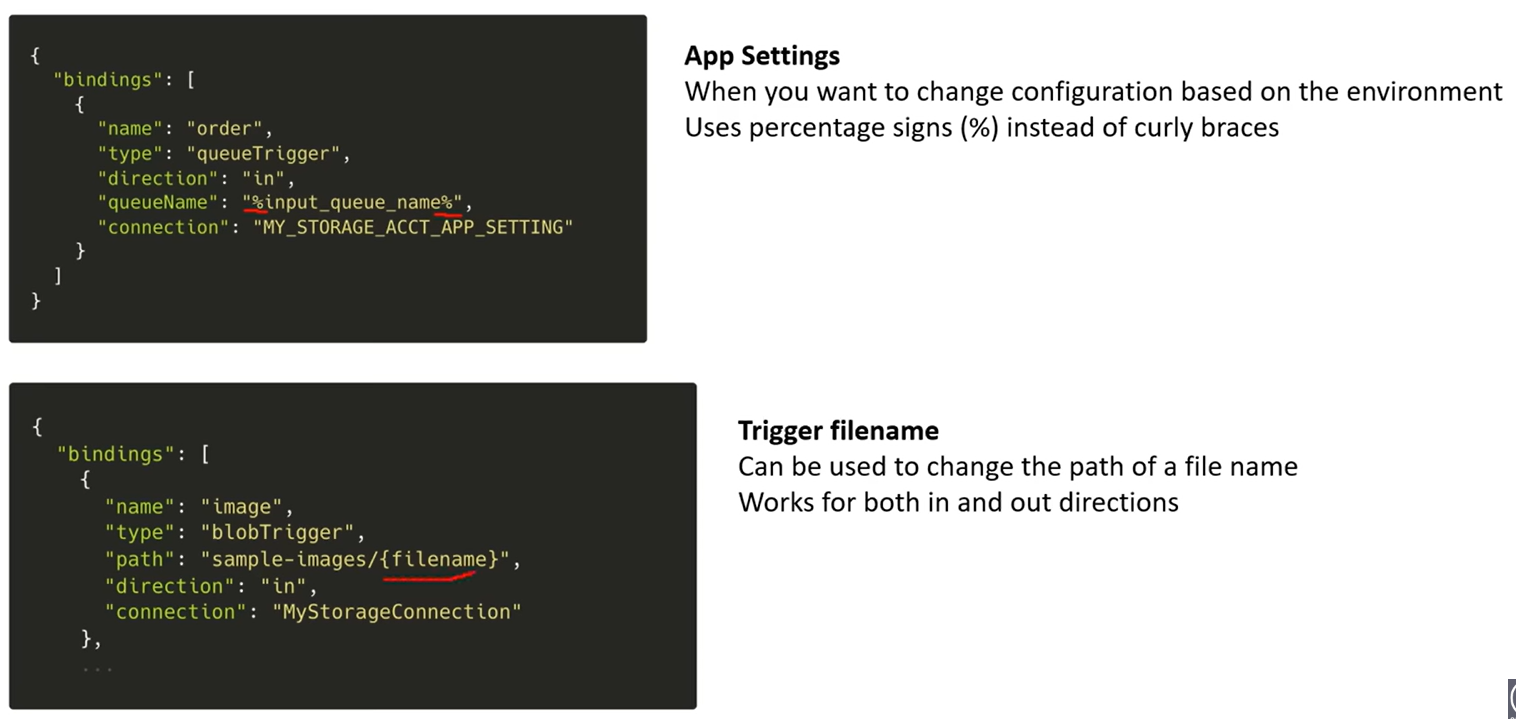 {
"bindings": [
{
"name": "order",
"type": "queueTrigger",
"direction": "in",
"queueName": "%input_queue_name%",
"connection": "MY_STORAGE_ACCT_APP_SETTING"
}
]
}
App Settings
When you want to change configuration based on the environment
Uses percentage signs (%) instead of curly braces
{
"bindings": [
{
"name": "image",
"type": "blobTrigger",
"path": "sample-images/{filename}",
"direction": "in",
"connection": "MyStorageConnection"
},
...
Trigger filename
Can be used to change the path of a file name
Works for both in and out directions